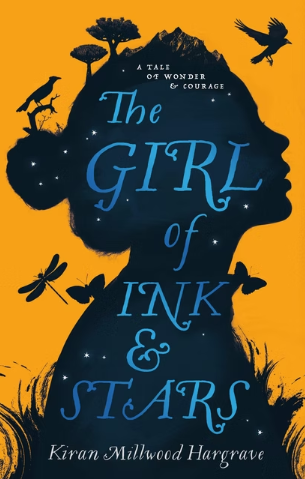 A TALE
OF WONDER
& COURAGE
The
GIRL
of
INK
&
STARS
Kiran Millwood Hargrave